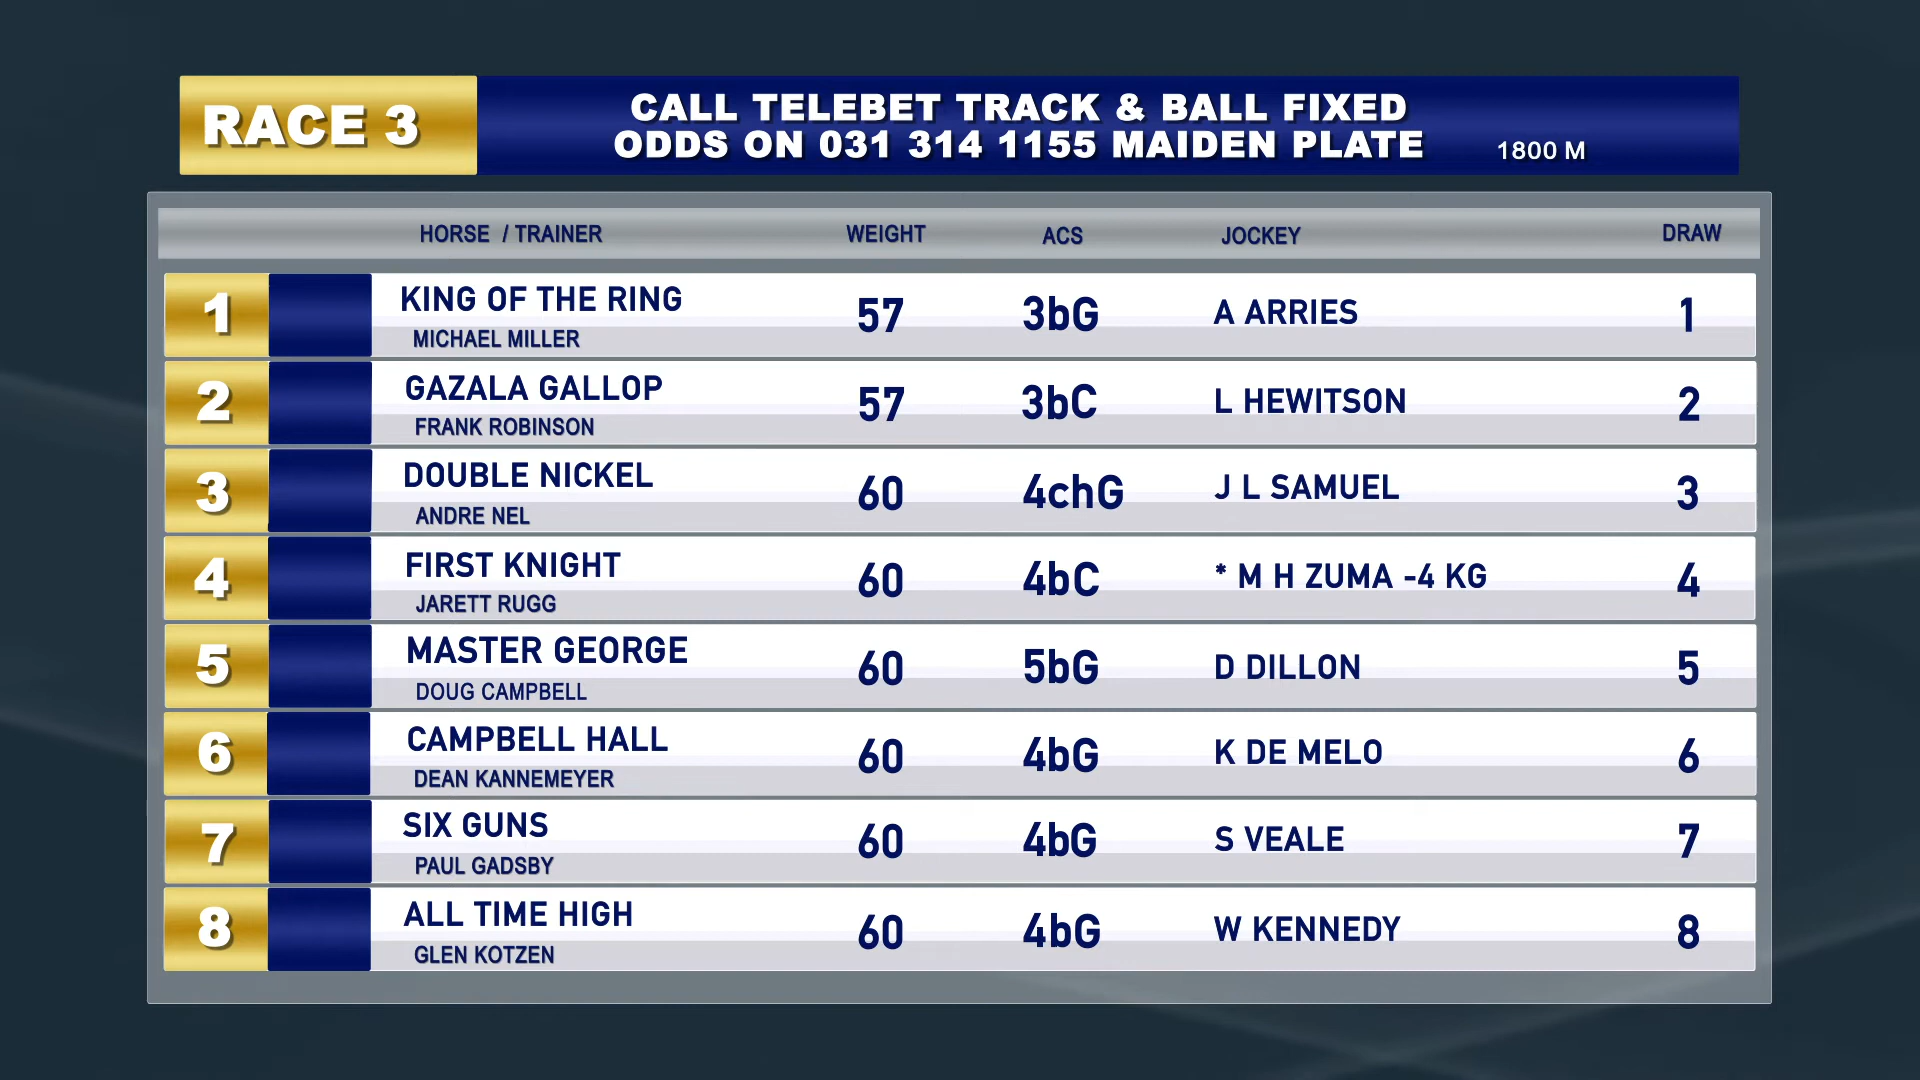 RACE 3
CALL TELEBET TRACK & BALL FIXED
ODDS ON 031 314 1155 MAIDEN PLATE 1800 M
HORSE / TRAINER WEIGHT ACS JOCKEY DRAW
1 KING OF THE RING 57 3bG A ARRIES 1
MICHAEL MILLER
2 GAZALA GALLOP 57 3bC L HEWITSON 2
FRANK ROBINSON
3 DOUBLE NICKEL 60 4chG J L SAMUEL 3
ANDRE NEL
4 FIRST KNIGHT 60 4bC * M H ZUMA -4 KG 4
JARETT RUGG
5 MASTER GEORGE 60 5bG D DILLON 5
DOUG CAMPBELL
6 CAMPBELL HALL 60 4bG K DE MELO 6
DEAN KANNEMEYER
7 SIX GUNS 60 4bG S VEALE 7
PAUL GADSBY
8 ALL TIME HIGH 60 4bG W KENNEDY 8
GLEN KOTZEN